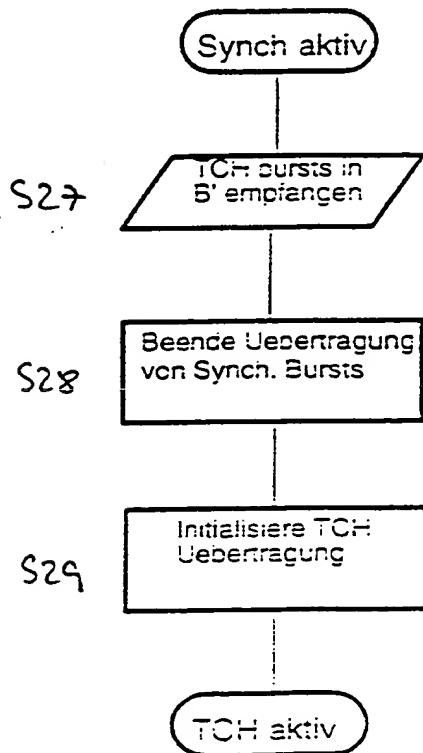 Synch aktiv
S27
TCH bursts in
B' empfangen
S28
Beende Uebertragung
von Synch. Bursts
S29
Initialisiere TCH
Uebertragung
TCH aktiv